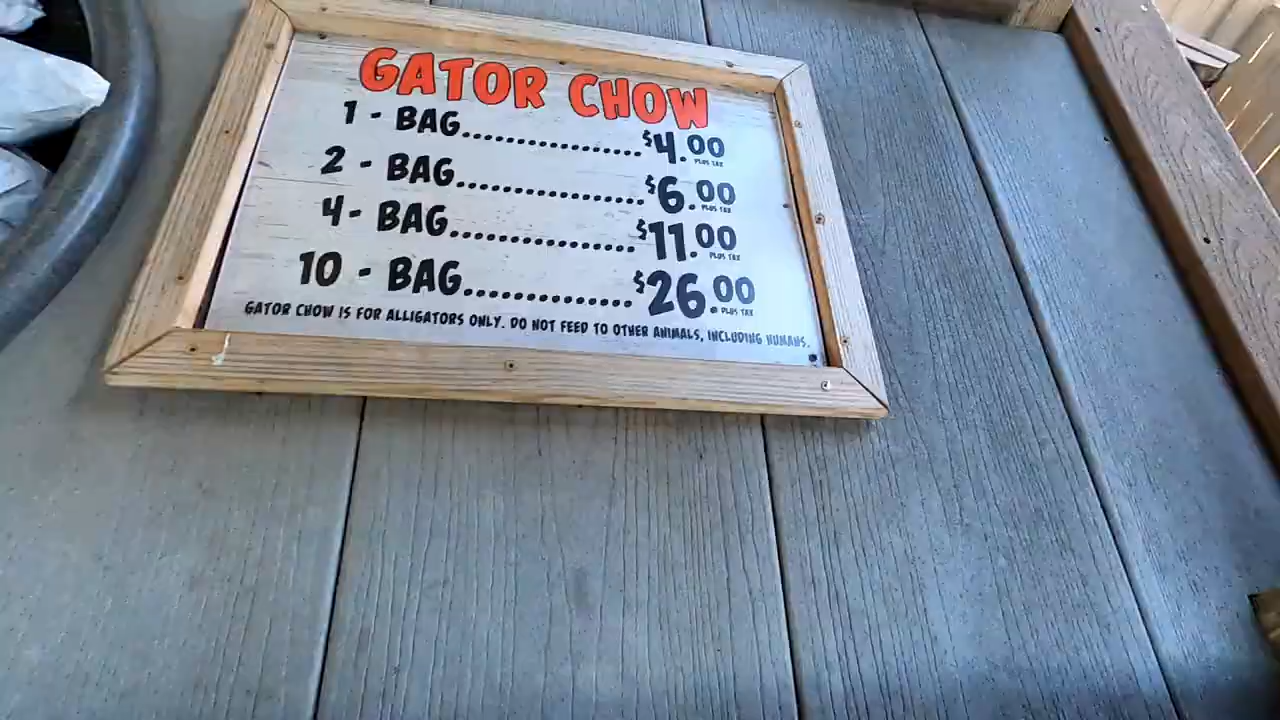 GATOR CHOW
1 - BAG................$4.00 PLUS TAX
2 - BAG.................$6.00 PLUS TAX
4- BAG................$11.00 PLUS TAX
10 - BAG...............$26.00 PLUS TAX
GATOR CHOW IS FOR ALLIGATORS ONLY. DO NOT FEED TO OTHER ANIMALS, INCLUDING HUMANS.